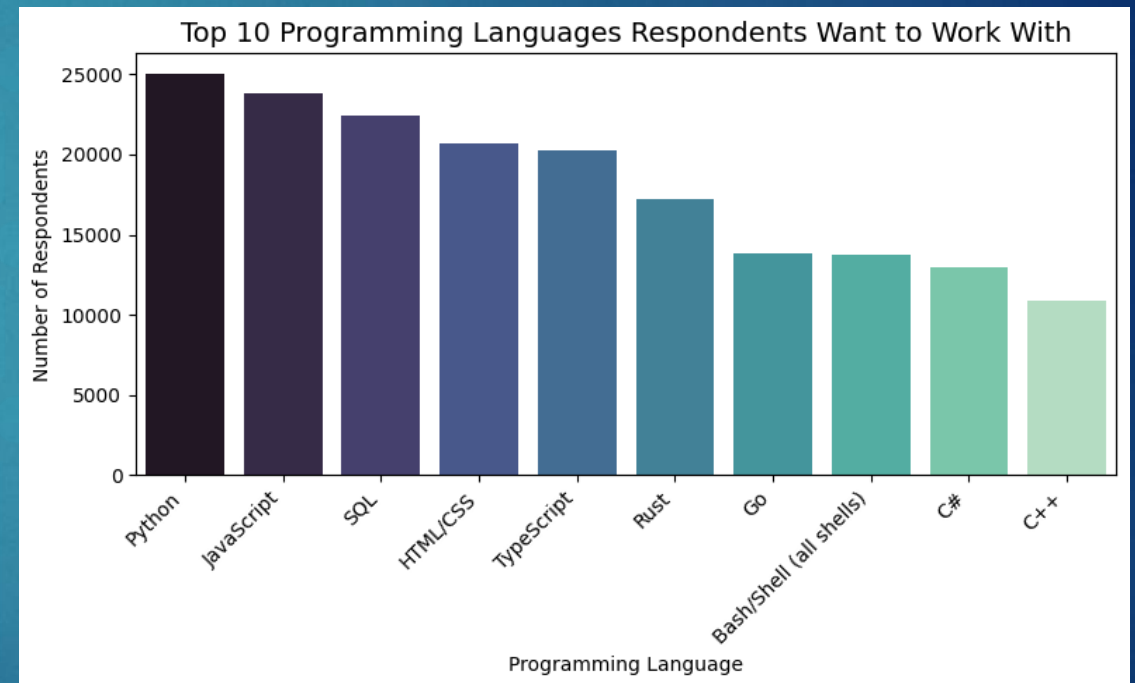 Top 10 Programming Languages Respondents Want to Work With
Number of Respondents
25000
20000
15000
10000
5000
0
Python
JavaScript
SQL
HTML/CSS
TypeScript
Rust
Go
Bash/Shell (all shells)
C#
C++
Programming Language